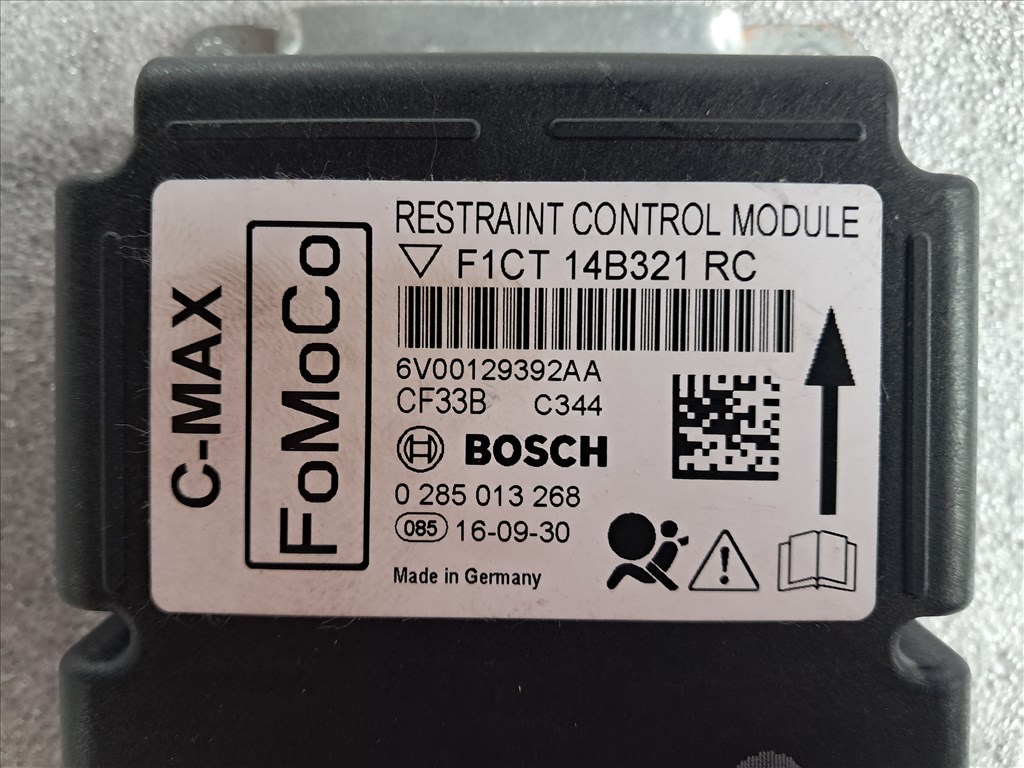 C-MAX
FoMoCo
RESTRAINT CONTROL MODULE
F1CT 14B321 RC
6V00129392AA
CF33B C344
BOSCH
0 285 013 268
085 16-09-30
Made in Germany